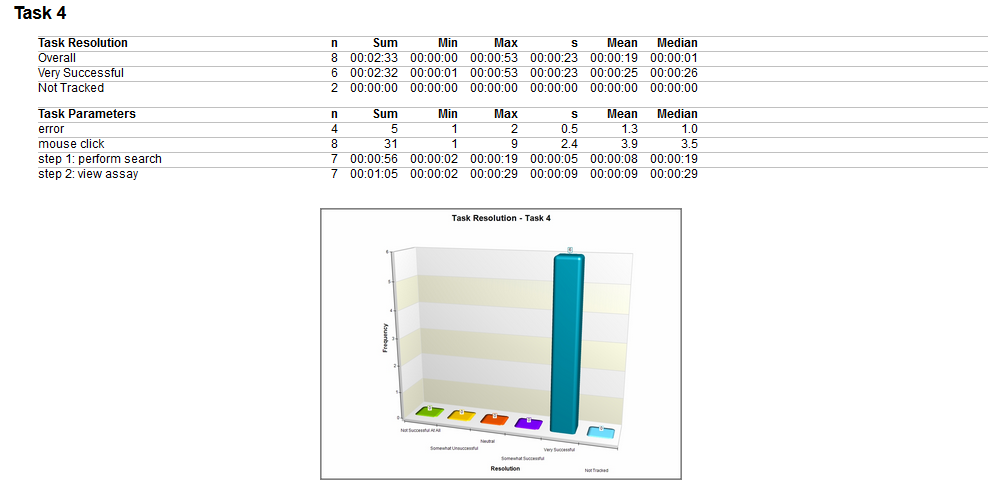 Task 4
Task Resolution n Sum Min Max s Mean Median
Overall 8 00:02:33 00:00:00 00:00:53 00:00:23 00:00:19 00:00:01
Very Successful 6 00:02:32 00:00:01 00:00:53 00:00:23 00:00:25 00:00:26
Not Tracked 2 00:00:00 00:00:00 00:00:00 00:00:00 00:00:00 00:00:00
Task Parameters n Sum Min Max s Mean Median
error 4 5 1 2 0.5 1.3 1.0
mouse click 8 31 1 9 2.4 3.9 3.5
step 1: perform search 7 00:00:56 00:00:02 00:00:19 00:00:05 00:00:08 00:00:19
step 2: view assay 7 00:01:05 00:00:02 00:00:29 00:00:09 00:00:09 00:00:29
Task Resolution - Task 4
6
5
4
3
2
1
0
Frequency
Not Successful At All
Somewhat Unsuccessful
Neutral
Somewhat Successful
Very Successful
Not Tracked
Resolution